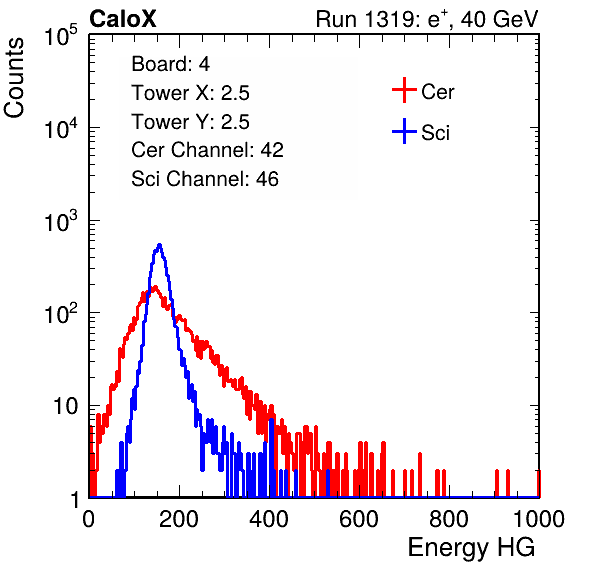 CaloX Run 1319: e⁺, 40 GeV
Counts
10⁵
10⁴
10³
10²
10
1
Board: 4
Tower X: 2.5
Tower Y: 2.5
Cer Channel: 42
Sci Channel: 46
Cer
Sci
0 200 400 600 800 1000
Energy HG